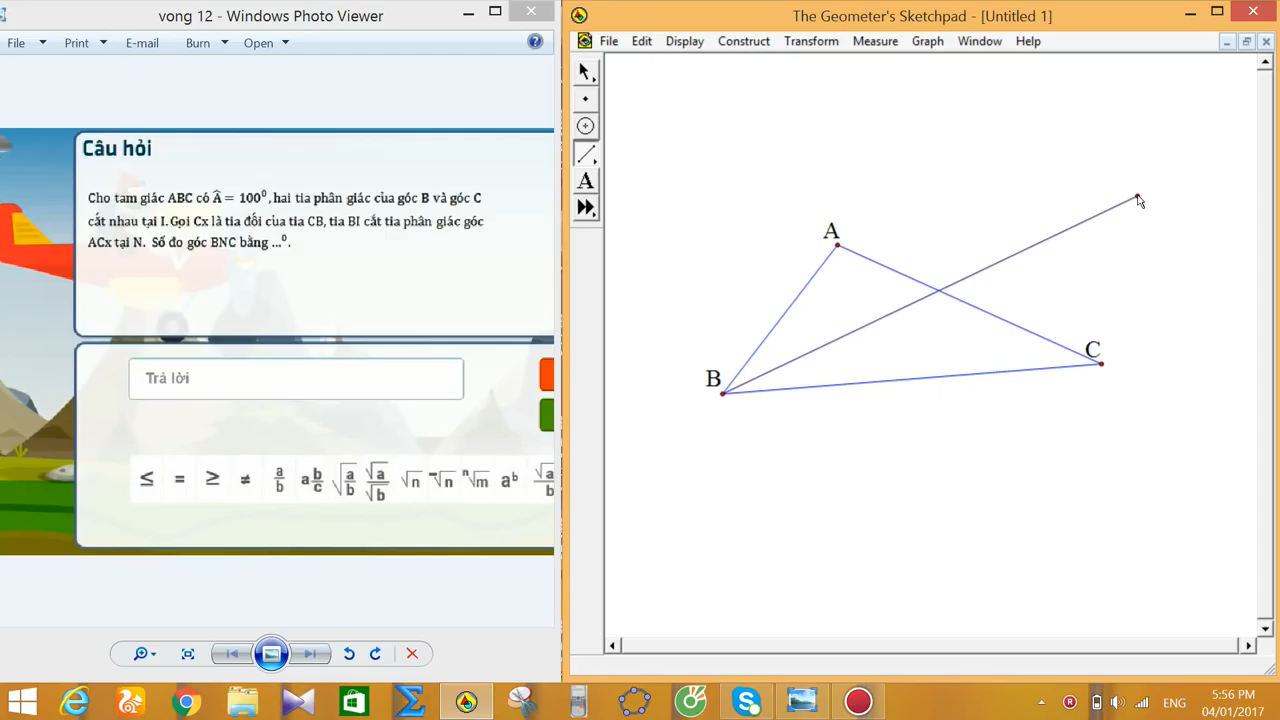 vong 12 - Windows Photo Viewer
File Print E-mail Burn Open
Câu hỏi
Cho tam giác ABC có Â = 100⁰, hai tia phân giác của góc B và góc C
cắt nhau tại I. Gọi Cx là tia đối của tia CB, tia BI cắt tia phân giác góc
ACx tại N. Số đo góc BNC bằng ...⁰.
Trả lời
≤ = ≥ ≠ a/b a b/c √a/b √a/√b √n -√n ⁿ√m aᵇ √a/b
The Geometer's Sketchpad - [Untitled 1]
File Edit Display Construct Transform Measure Graph Window Help
A
A
B
C
ENG
5:56 PM
04/01/2017